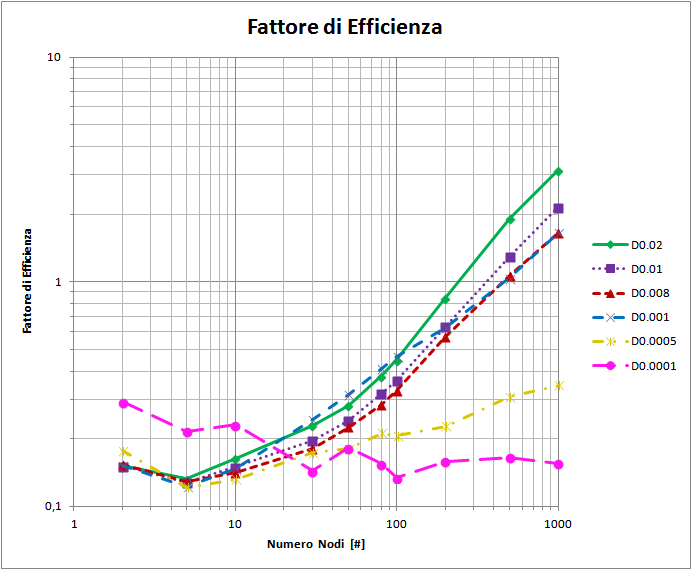 Fattore di Efficienza
10
1
0,1
1
10
100
1000
Fattore di Efficienza
Numero Nodi [#]
D0.02
D0.01
D0.008
D0.001
D0.0005
D0.0001